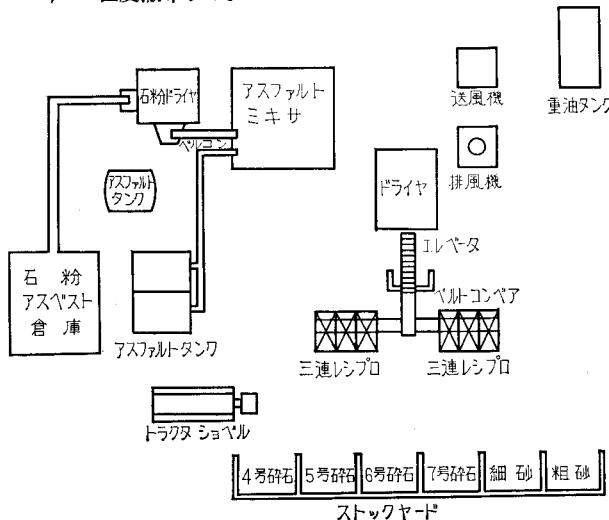 送風機
重油タンク
石粉ドライヤ
アスファルト
ミキサ
ベルコン
排風機
ドライヤ
アスファルト
タンク
エレベータ
石粉
アスベスト
倉庫
ベルトコンベア
アスファルトタンク
三連レシプロ
三連レシプロ
トラクタショベル
4号砕石
5号砕石
6号砕石
7号砕石
細砂
粗砂
ストックヤード